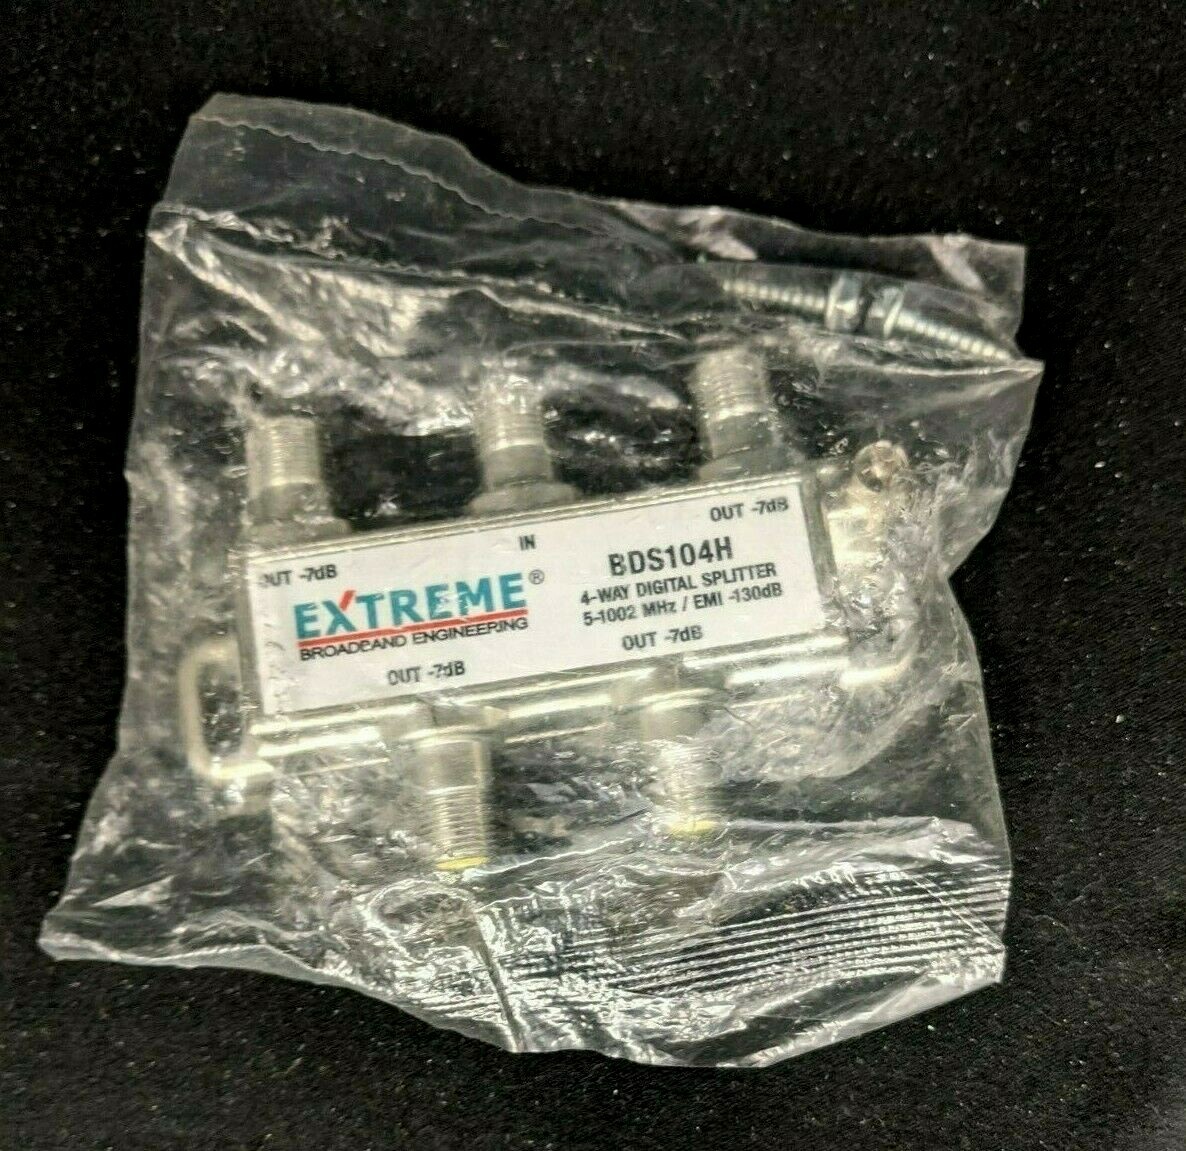 IN
OUT -7dB
OUT -7dB
EXTREME®
BROADBAND ENGINEERING
BDS104H
4-WAY DIGITAL SPLITTER
5-1002 MHz / EMI -130dB
OUT -7dB
OUT -7dB